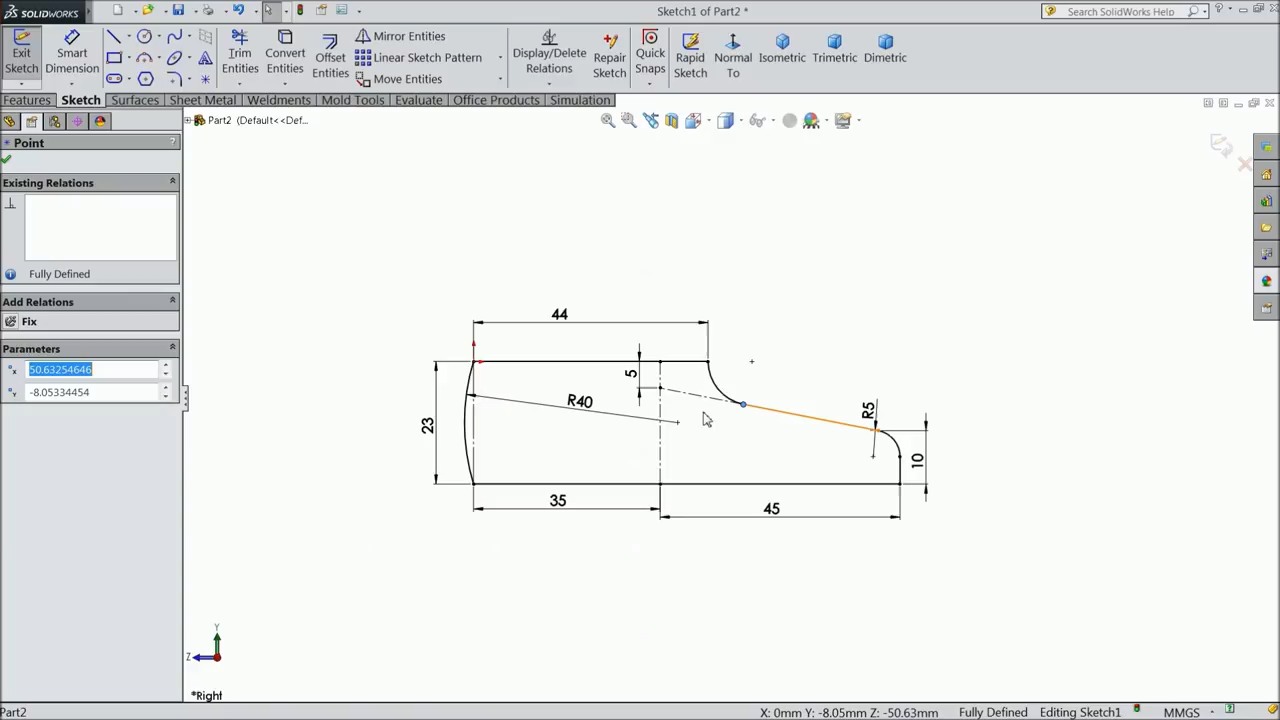 SOLIDWORKS
Sketch1 of Part2 *
Search SolidWorks Help
Exit Sketch
Smart Dimension
Trim Entities
Convert Entities
Offset Entities
Mirror Entities
Linear Sketch Pattern
Move Entities
Display/Delete Relations
Repair Sketch
Quick Snaps
Rapid Sketch
Normal To
Isometric
Trimetric
Dimetric
Features
Sketch
Surfaces
Sheet Metal
Weldments
Mold Tools
Evaluate
Office Products
Simulation
Part2 (Default<<Def...
Point
Existing Relations
Fully Defined
Add Relations
Fix
Parameters
50.63254646
-8.05334454
44
5
R40
23
R5
10
35
45
Y
Z
*Right
Part2
X: 0mm Y: -8.05mm Z: -50.63mm
Fully Defined
Editing Sketch1
MMGS